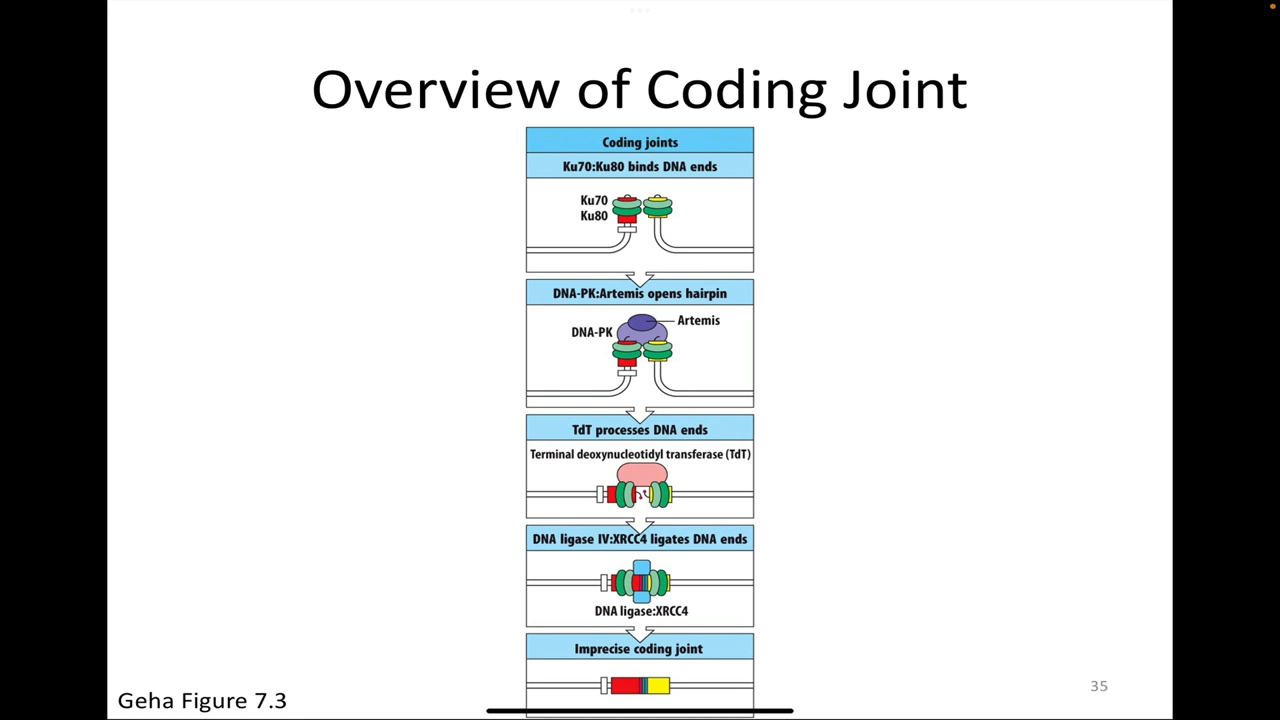 Overview of Coding Joint
Coding joints
Ku70:Ku80 binds DNA ends
Ku70
Ku80
DNA-PK:Artemis opens hairpin
Artemis
DNA-PK
TdT processes DNA ends
Terminal deoxynucleotidyl transferase (TdT)
DNA ligase IV:XRCC4 ligates DNA ends
DNA ligase:XRCC4
Imprecise coding joint
Geha Figure 7.3
35